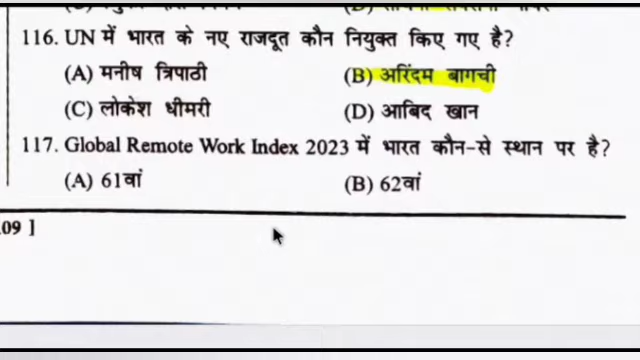 116. UN में भारत के नए राजदूत कौन नियुक्त किए गए है?
(A) मनीष त्रिपाठी (B) अरिंदम बागची
(C) लोकेश धीमरी (D) आबिद खान
117. Global Remote Work Index 2023 में भारत कौन-से स्थान पर है?
(A) 61वां (B) 62वां
09 ]